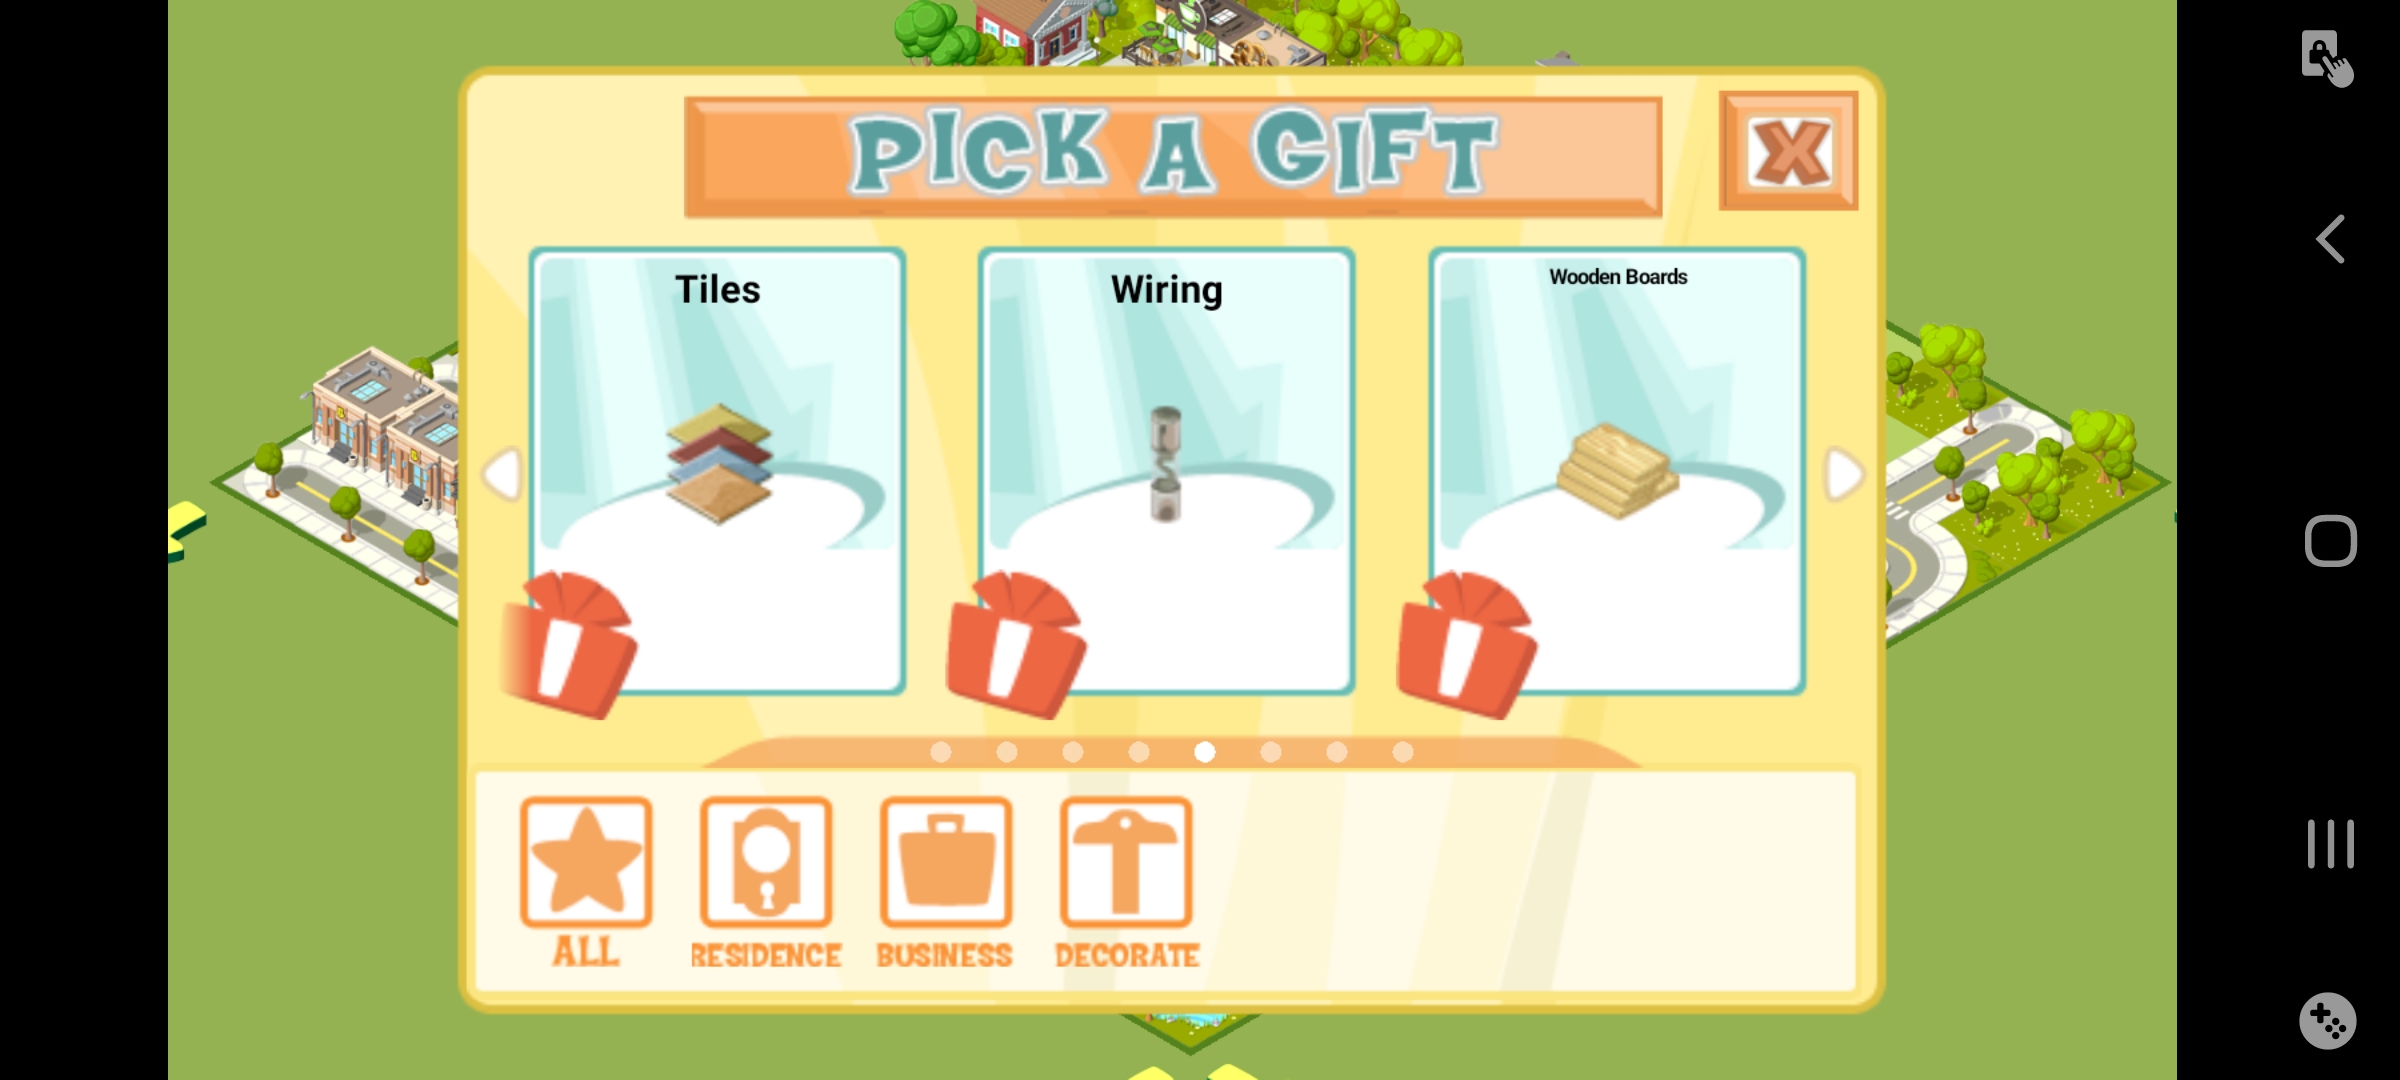 PICK A GIFT
X
Tiles
Wiring
Wooden Boards
ALL
RESIDENCE
BUSINESS
DECORATE